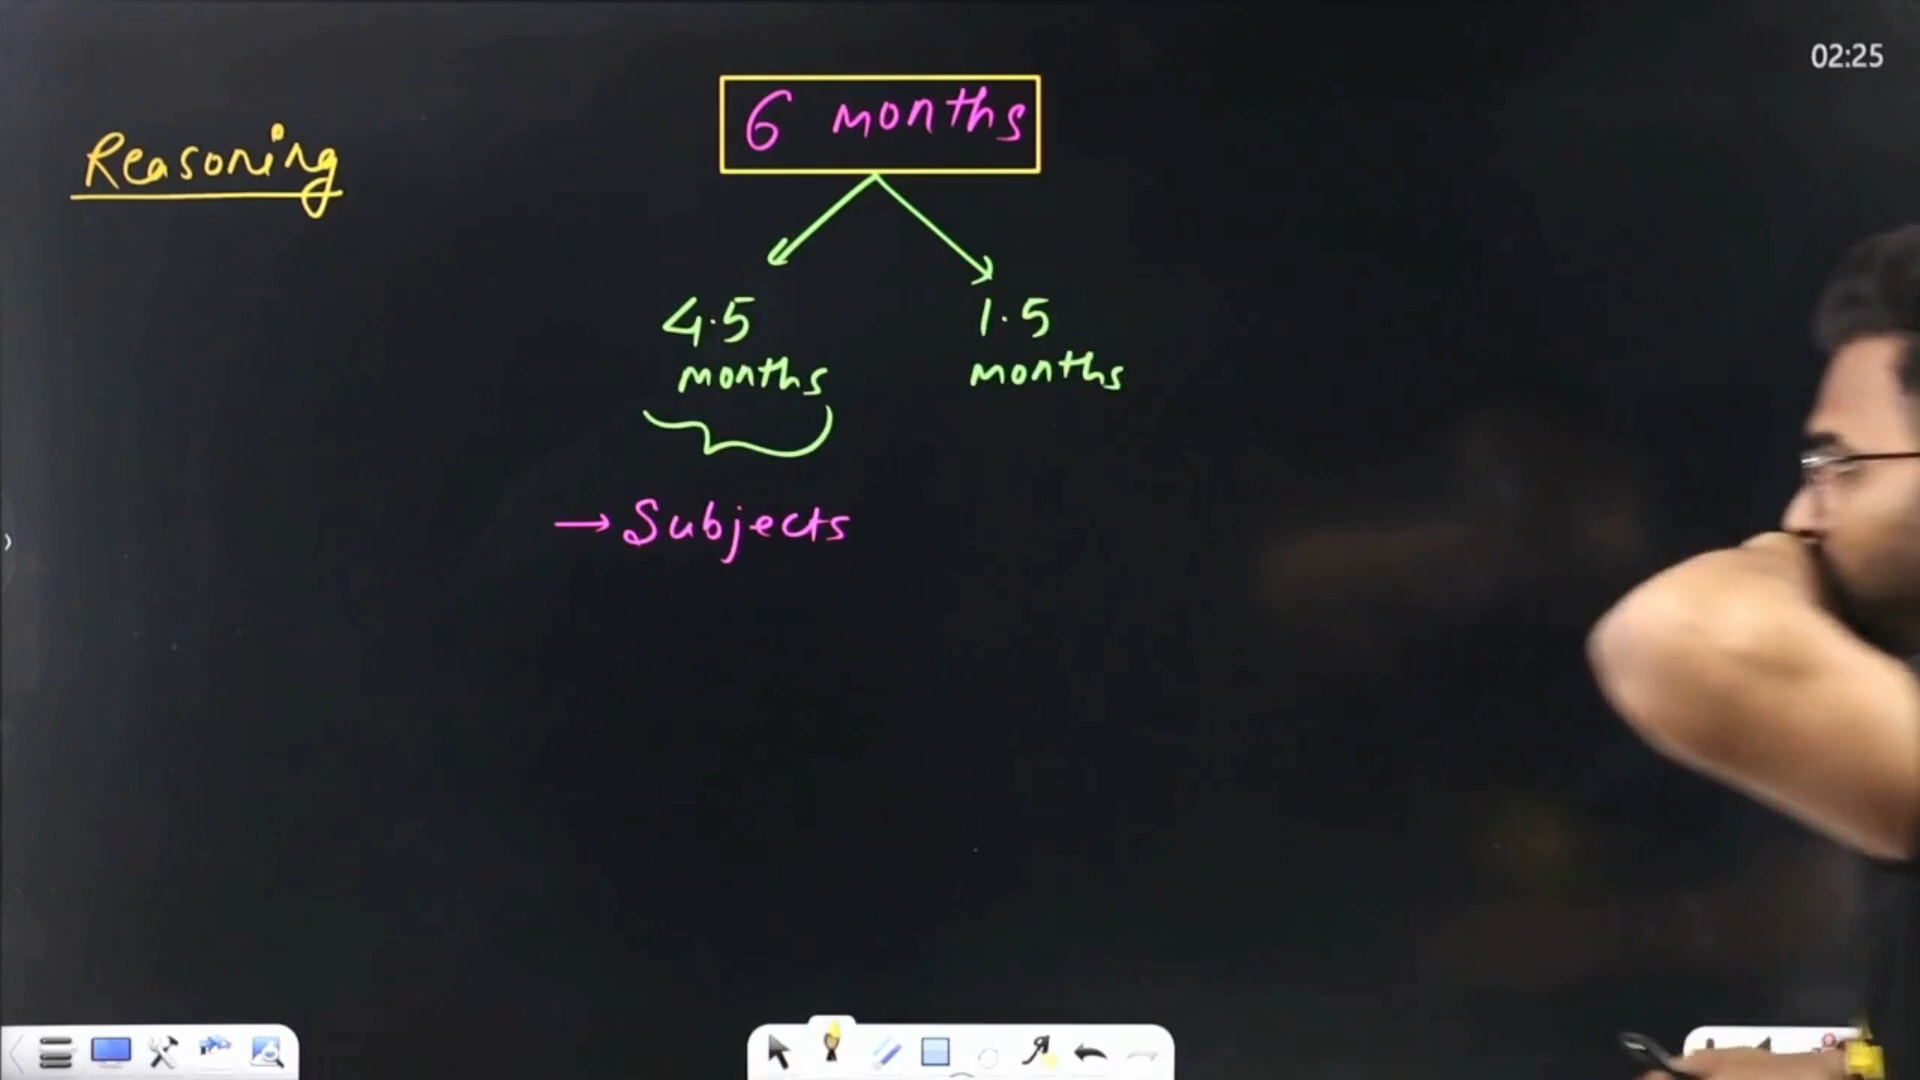 02:25
6 months
Reasoning
4.5 1.5
months months
→ Subjects